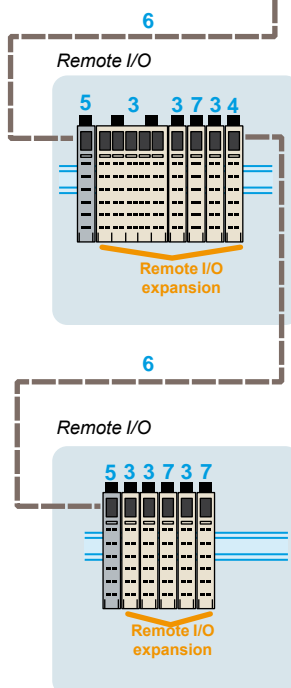 6
Remote I/O
5 3 3 7 3 4
Remote I/O
expansion
6
Remote I/O
5 3 3 7 3 7
Remote I/O
expansion